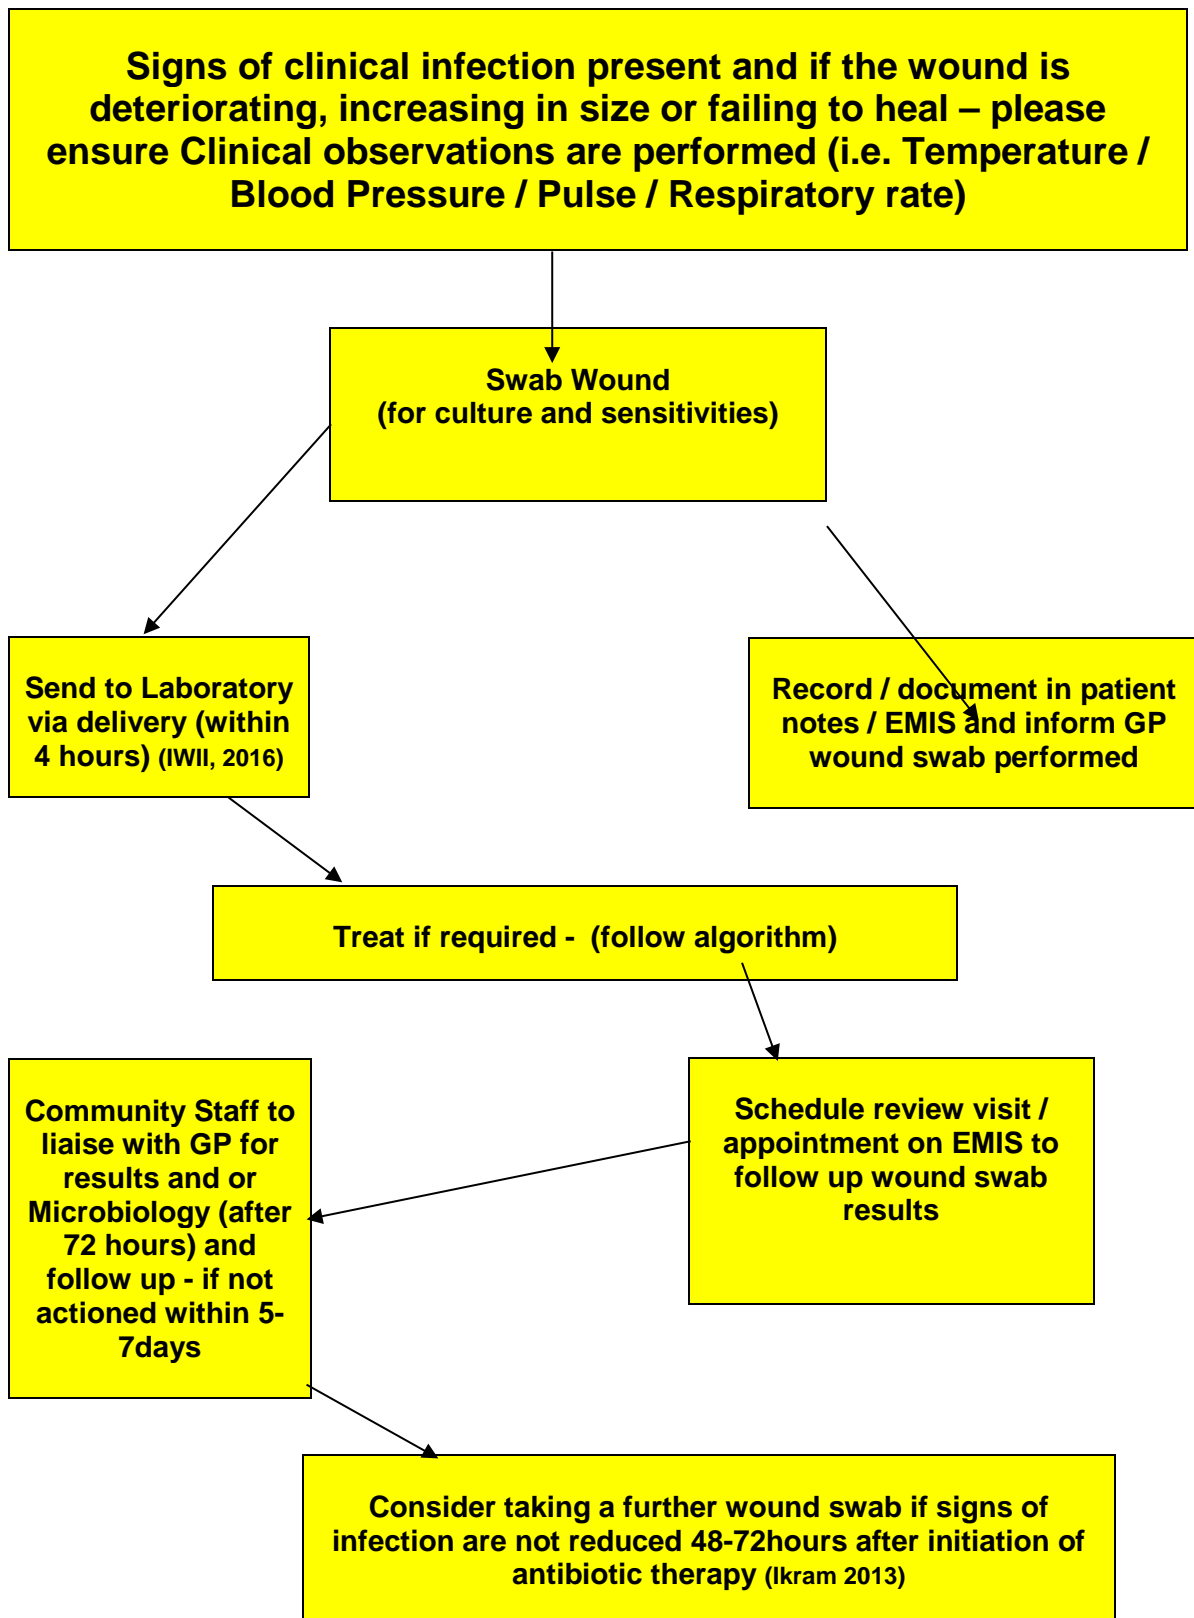 Signs of clinical infection present and if the wound is
deteriorating, increasing in size or failing to heal – please
ensure Clinical observations are performed (i.e. Temperature /
Blood Pressure / Pulse / Respiratory rate)
Swab Wound
(for culture and sensitivities)
Send to Laboratory
via delivery (within
4 hours) (IWII, 2016)
Record / document in patient
notes / EMIS and inform GP
wound swab performed
Treat if required -  (follow algorithm)
Community Staff to
liaise with GP for
results and or
Microbiology (after
72 hours) and
follow up - if not
actioned within 5-
7days
Schedule review visit /
appointment on EMIS to
follow up wound swab
results
Consider taking a further wound swab if signs of
infection are not reduced 48-72hours after initiation of
antibiotic therapy (Ikram 2013)